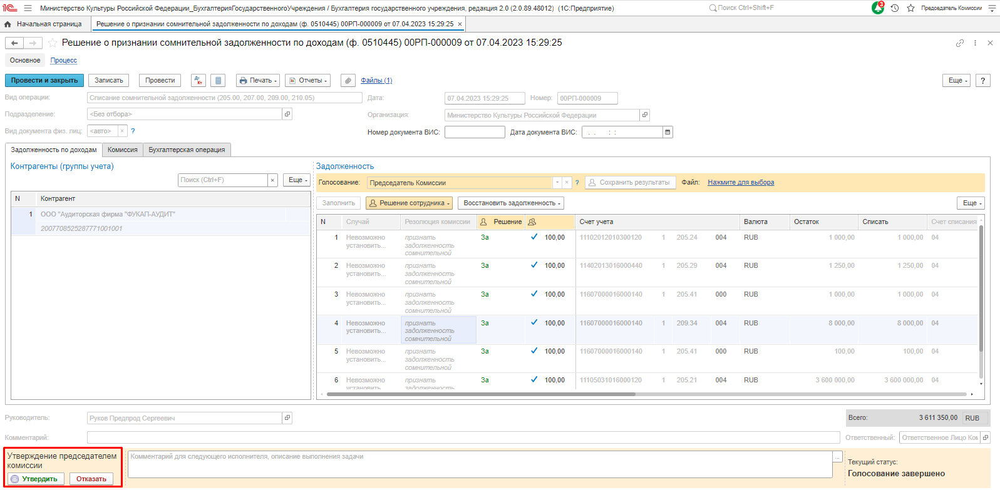 1С Министерство Культуры Российской Федерации_БухгалтерияГосударственногоУчреждения / Бухгалтерия государственного учреждения, редакция 2.0 (2.0.89.48012) (1С:Предприятие) Поиск Ctrl+Shift+F 3 Председатель Комиссии
Начальная страница Решение о признании сомнительной задолженности по доходам (ф. 0510445) 00РП-000009 от 07.04.2023 15:29:25 ×
Решение о признании сомнительной задолженности по доходам (ф. 0510445) 00РП-000009 от 07.04.2023 15:29:25
Основное Процесс
Провести и закрыть Записать Провести Дт Кт Печать Отчеты Файлы (1) Еще ?
Вид операции: Списание сомнительной задолженности (205.00, 207.00, 209.00, 210.05) Дата: 07.04.2023 15:29:25 Номер: 00РП-000009
Подразделение: <Без отбора> Организация: Министерство Культуры Российской Федерации
Вид документа физ. лиц: <авто> × ? Номер документа ВИС: Дата документа ВИС: . . : :
Задолженность по доходам Комиссия Бухгалтерская операция
Контрагенты (группы учета)
Поиск (Ctrl+F) × Еще
N Контрагент
1 ООО "Аудиторская фирма "ФУКАП-АУДИТ"
2007708525287771001001
Задолженность
Голосование: Председатель Комиссии × ? Сохранить результаты Файл: Нажмите для выбора
Заполнить Решение сотрудника Восстановить задолженность Еще
N Случай Резолюция комиссии Решение Счет учета Валюта Остаток Списать Счет списания
1 Невозможно установить... признать задолженность сомнительной За 100,00 11102012010300120 1 205.24 004 RUB 1 000,00 1 000,00 04
2 Невозможно установить... признать задолженность сомнительной За 100,00 11402013016000440 1 205.29 004 RUB 1 250,00 1 250,00 04
3 Невозможно установить... признать задолженность сомнительной За 100,00 11607000016000140 1 205.41 000 RUB 1 000,00 1 000,00 04
4 Невозможно установить... признать задолженность сомнительной За 100,00 11607000016000140 1 209.34 004 RUB 8 000,00 8 000,00 04
5 Невозможно установить... признать задолженность сомнительной За 100,00 11607000016000140 1 205.41 000 RUB 100,00 100,00 04
6 Невозможно установить... признать задолженность За 100,00 11105031016000120 1 205.21 004 RUB 3 600 000,00 3 600 000,00 04
Руководитель: Руков Предпрод Сергеевич Всего: 3 611 350,00 RUB
Комментарий: Ответственный: Ответственное Лицо Ком
Утверждение председателем комиссии
Утвердить Отказать
Комментарий для следующего исполнителя, описание выполнения задачи ...
Текущий статус:
Голосование завершено